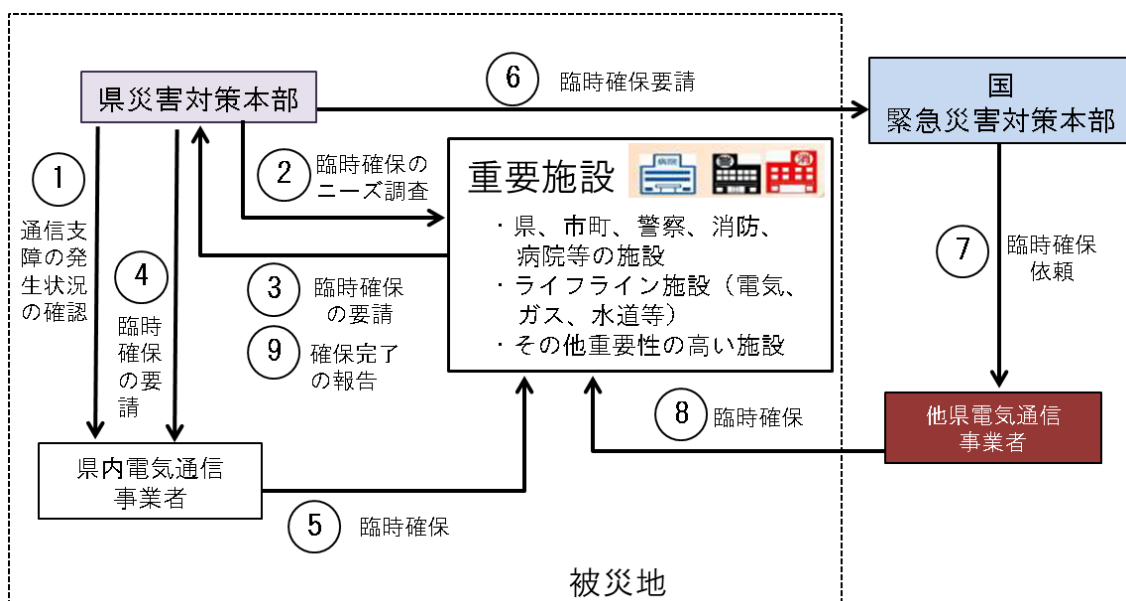 県災害対策本部
⑥ 臨時確保要請
国
緊急災害対策本部
①
通信支
障の発
生状況
の確認
② 臨時確保の
ニーズ調査
重要施設
病院
警
消
・県、市町、警察、消防、
病院等の施設
・ライフライン施設（電気、
ガス、水道等）
・その他重要性の高い施設
③ 臨時確保
の要請
⑨ 確保完了
の報告
④
臨時
確保
の要
請
⑦ 臨時確保
依頼
⑧ 臨時確保
他県電気通信
事業者
県内電気通信
事業者
⑤ 臨時確保
被災地